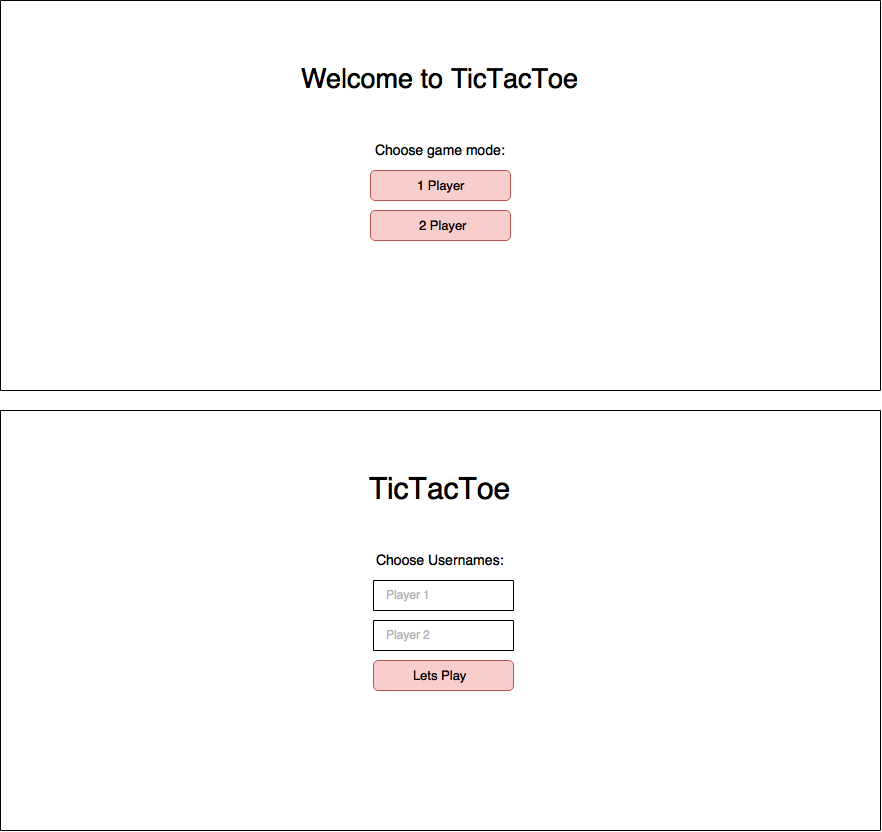 Welcome to TicTacToe
Choose game mode:
1 Player
2 Player
TicTacToe
Choose Usernames:
Player 1
Player 2
Lets Play